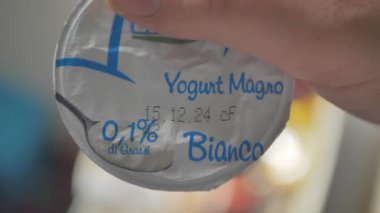 Yogurt Magro
15.12.24 cF
0,1%
di Grassi
Bianco